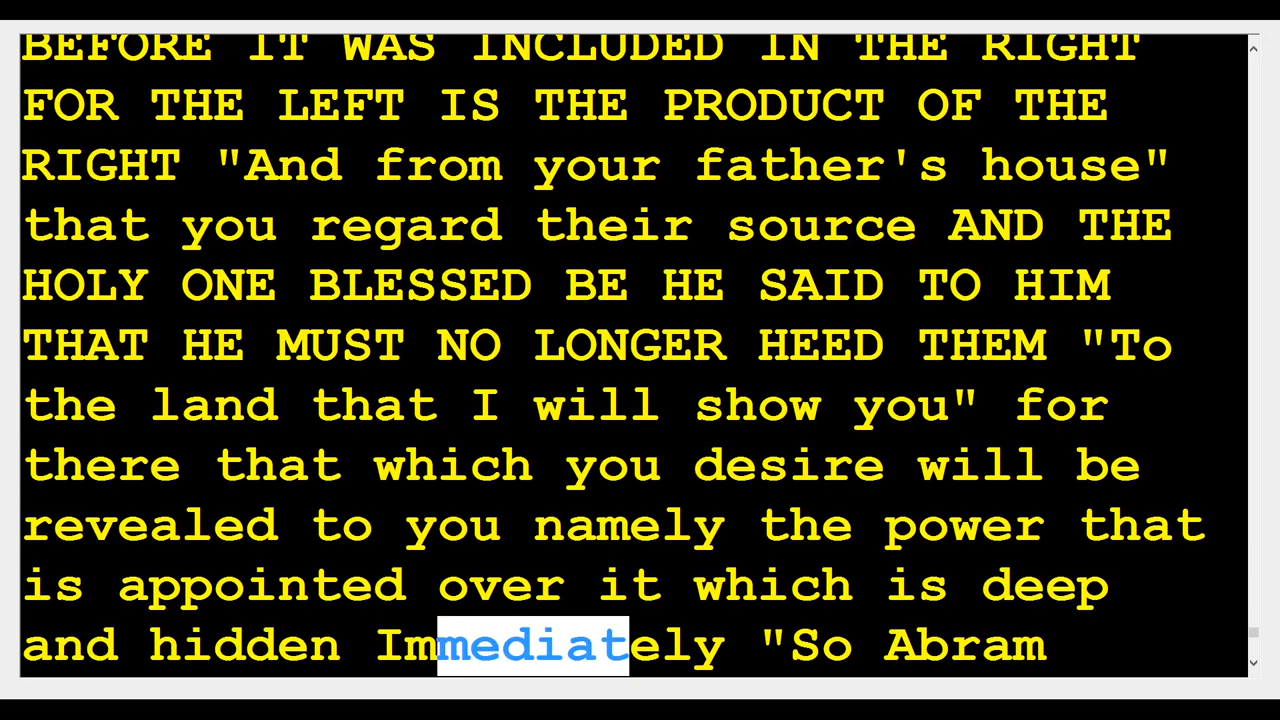 BEFORE IT WAS INCLUDED IN THE RIGHT
FOR THE LEFT IS THE PRODUCT OF THE
RIGHT "And from your father's house"
that you regard their source AND THE
HOLY ONE BLESSED BE HE SAID TO HIM
THAT HE MUST NO LONGER HEED THEM "To
the land that I will show you" for
there that which you desire will be
revealed to you namely the power that
is appointed over it which is deep
and hidden Immediately "So Abram